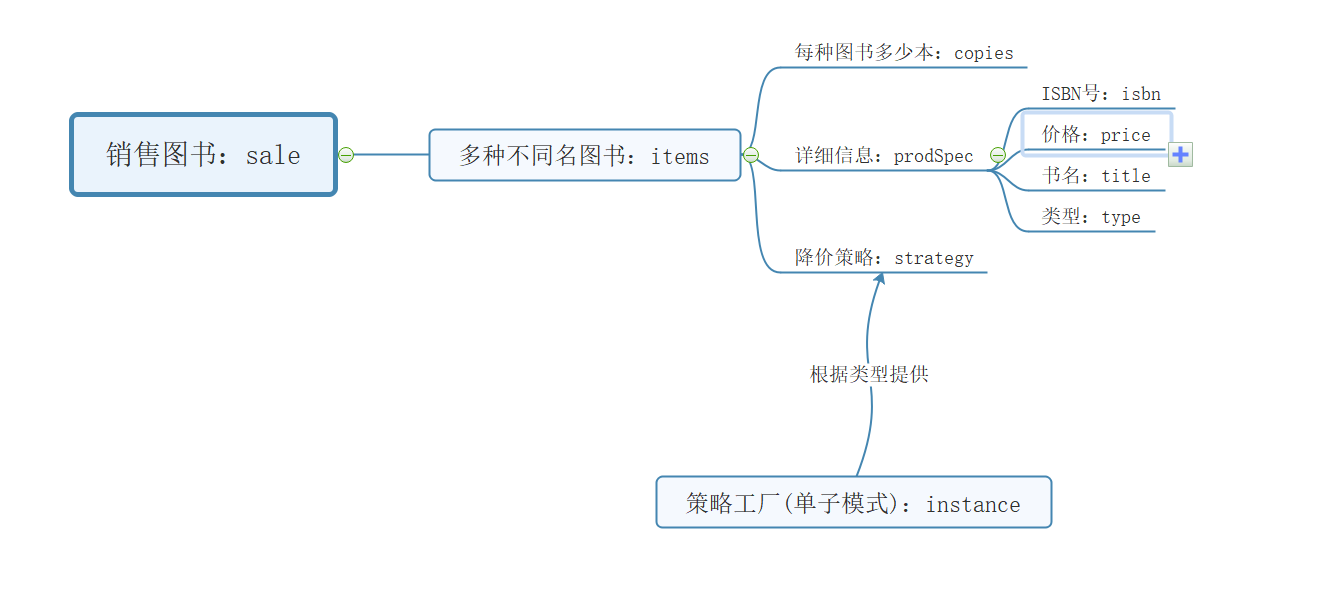 每种图书多少本：copies
ISBN号：isbn
价格：price
销售图书：sale
多种不同名图书：items
详细信息：prodSpec
书名：title
类型：type
降价策略：strategy
根据类型提供
策略工厂(单子模式)：instance